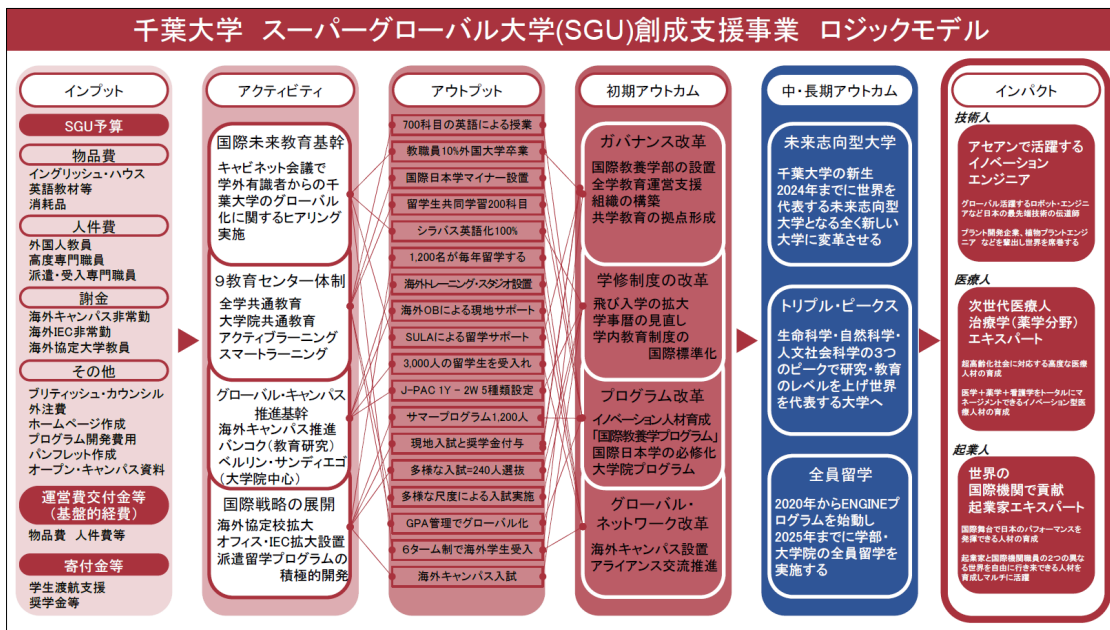 千葉大学 スーパーグローバル大学(SGU)創成支援事業 ロジックモデル
インプット
SGU予算
物品費
イングリッシュ・ハウス
英語教材等
消耗品
人件費
外国人教員
高度専門職員
派遣・受入専門職員
謝金
海外キャンパス非常勤
海外IEC非常勤
海外協定大学教員
その他
ブリティッシュ・カウンシル
外注費
ホームページ作成
プログラム開発費用
パンフレット作成
オープン・キャンパス資料
運営費交付金等
(基盤的経費)
物品費 人件費等
寄付金等
学生渡航支援
奨学金等
アクティビティ
国際未来教育基幹
キャビネット会議で
学外有識者からの千
葉大学のグローバル
化に関するヒアリング
実施
9教育センター体制
全学共通教育
大学院共通教育
アクティブラーニング
スマートラーニング
グローバル・キャンパス
推進基幹
海外キャンパス推進
バンコク(教育研究)
ベルリン・サンディエゴ
(大学院中心)
国際戦略の展開
海外協定校拡大
オフィス・IEC拡大設置
派遣留学プログラムの
積極的開発
アウトプット
700科目の英語による授業
教職員10%外国大学卒業
国際日本学マイナー設置
留学生共同学習200科目
シラバス英語化100%
1,200名が毎年留学する
海外トレーニング・スタジオ設置
海外OBによる現地サポート
SULAによる留学サポート
3,000人の留学生を受入れ
J-PAC 1Y - 2W 5種類設定
サマープログラム1,200人
現地入試と奨学金付与
多様な入試=240人選抜
多様な尺度による入試実施
GPA管理でグローバル化
6ターム制で海外学生受入
海外キャンパス入試
初期アウトカム
ガバナンス改革
国際教養学部の設置
全学教育運営支援
組織の構築
共学教育の拠点形成
学修制度の改革
飛び入学の拡大
学事暦の見直し
学内教育制度の
国際標準化
プログラム改革
イノベーション人材育成
「国際教養学プログラム」
国際日本学の必修化
大学院プログラム
グローバル・
ネットワーク改革
海外キャンパス設置
アライアンス交流推進
中・長期アウトカム
未来志向型大学
千葉大学の新生
2024年までに世界を
代表する未来志向型
大学となる全く新しい
大学に変革させる
トリプル・ピークス
生命科学・自然科学・
人文社会科学の3つ
のピークで研究・教育
のレベルを上げ世界
を代表する大学へ
全員留学
2020年からENGINEプ
ログラムを始動し
2025年までに学部・
大学院の全員留学を
実施する
インパクト
技術人
アセアンで活躍する
イノベーション
エンジニア
グローバル活躍するロボット・エンジニ
アなど日本の最先端技術の伝道師
プラント開発企業、植物プラントエンジ
ニア などを輩出し世界を席巻する
医療人
次世代医療人
治療学(薬学分野)
エキスパート
超高齢化社会に対応する高度な医療
人材の育成
医学+薬学+看護学をトータルにマ
ネージメントできるイノベーション型医
療人材の育成
起業人
世界の
国際機関で貢献
起業家エキスパート
国際舞台で日本のパフォーマンスを
発揮できる人材の育成
起業家と国際機関職員の2つの異な
る世界を自由に行き来できる人材を
育成しマルチに活躍